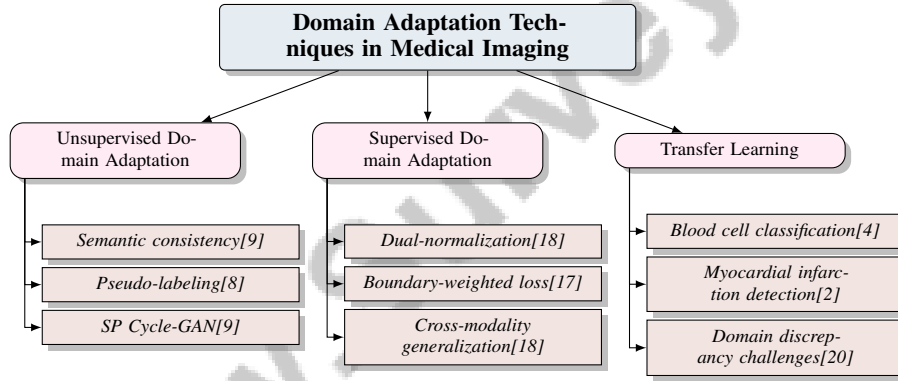 Domain Adaptation Tech-
niques in Medical Imaging
Unsupervised Do-
main Adaptation
Semantic consistency[9]
Pseudo-labeling[8]
SP Cycle-GAN[9]
Supervised Do-
main Adaptation
Dual-normalization[18]
Boundary-weighted loss[17]
Cross-modality
generalization[18]
Transfer Learning
Blood cell classification[4]
Myocardial infarc-
tion detection[2]
Domain discrep-
ancy challenges[20]